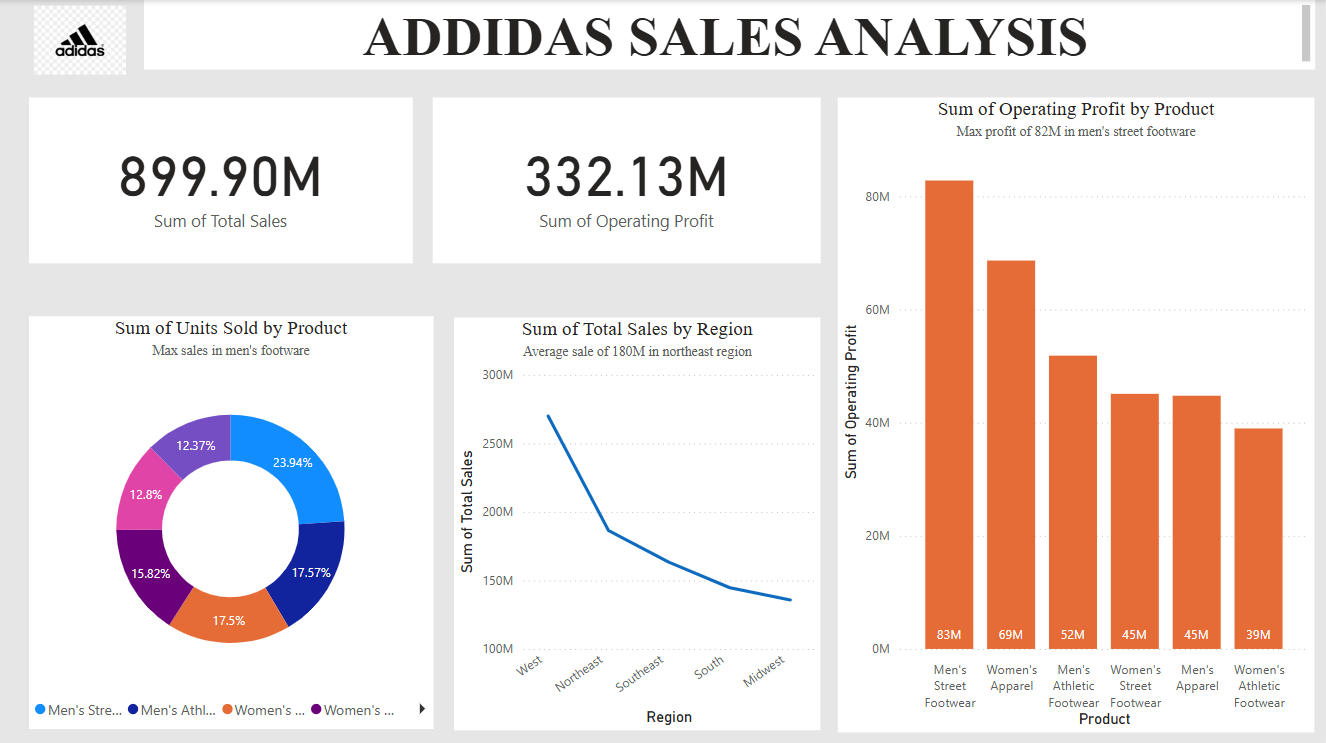 adidas
ADDIDAS SALES ANALYSIS
899.90M
Sum of Total Sales
332.13M
Sum of Operating Profit
Sum of Units Sold by Product
Max sales in men's footware
12.37%
23.94%
12.8%
17.57%
15.82%
17.5%
Men's Stre...
Men's Athl...
Women's ...
Women's ...
Sum of Total Sales by Region
Average sale of 180M in northeast region
Sum of Total Sales
300M
250M
200M
150M
100M
West
Northeast
Southeast
South
Midwest
Region
Sum of Operating Profit by Product
Max profit of 82M in men's street footware
Sum of Operating Profit
80M
60M
40M
20M
0M
83M
69M
52M
45M
45M
39M
Men's
Street
Footwear
Women's
Apparel
Men's
Athletic
Footwear
Women's
Street
Footwear
Men's
Apparel
Women's
Athletic
Footwear
Product